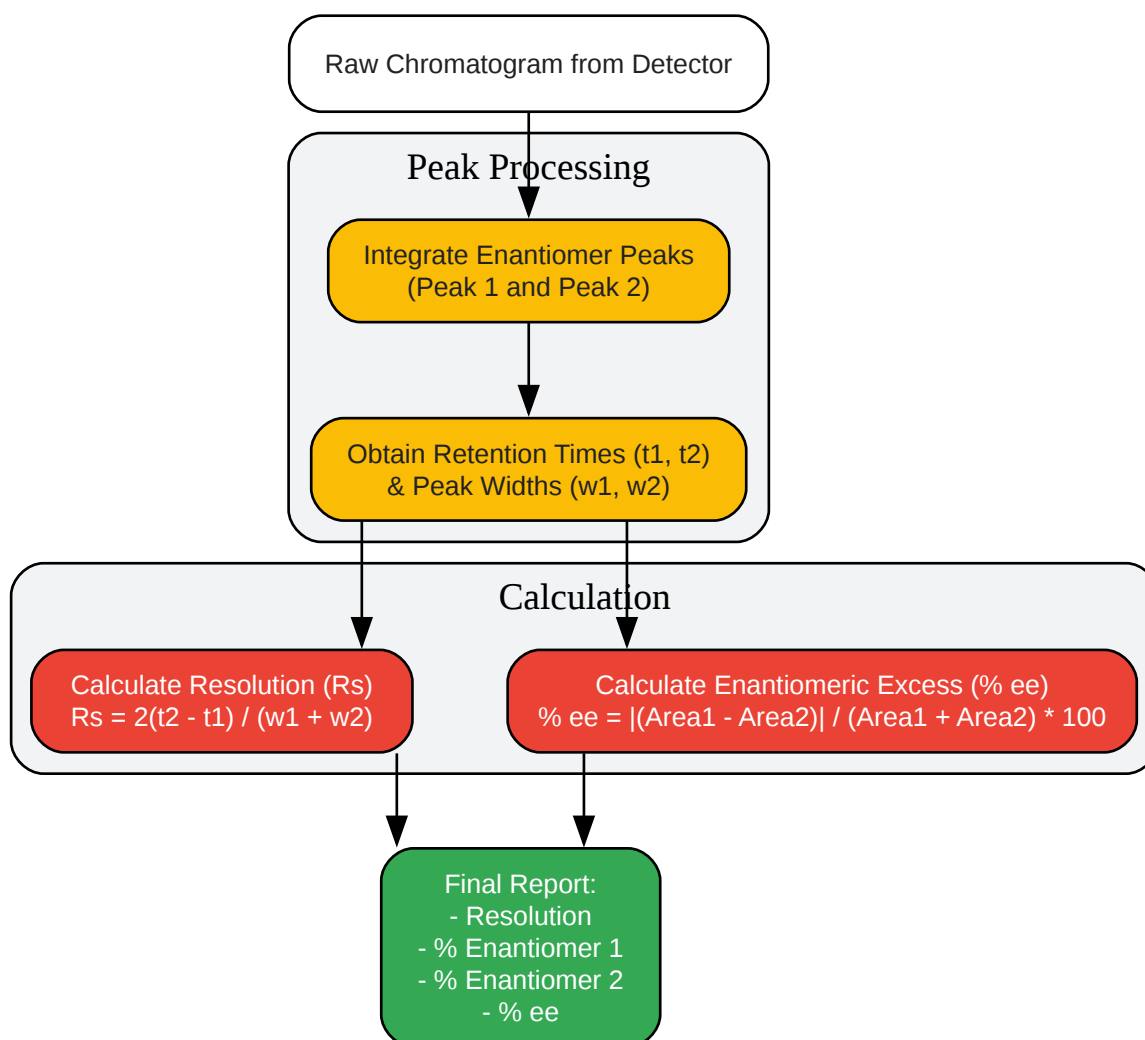 Raw Chromatogram from Detector
Peak Processing
Integrate Enantiomer Peaks
(Peak 1 and Peak 2)
Obtain Retention Times (t1, t2)
& Peak Widths (w1, w2)
Calculation
Calculate Resolution (Rs)
Rs = 2(t2 - t1) / (w1 + w2)
Calculate Enantiomeric Excess (% ee)
% ee = |(Area1 - Area2)| / (Area1 + Area2) * 100
Final Report:
- Resolution
- % Enantiomer 1
- % Enantiomer 2
- % ee